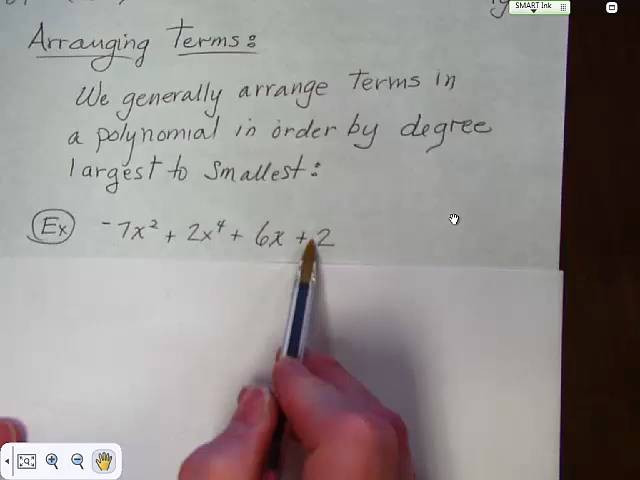 SMART Ink
Arranging Terms:
We generally arrange Terms in
a polynomial in order by degree
largest to smallest:
Ex -7x² + 2x⁴ + 6x + 2